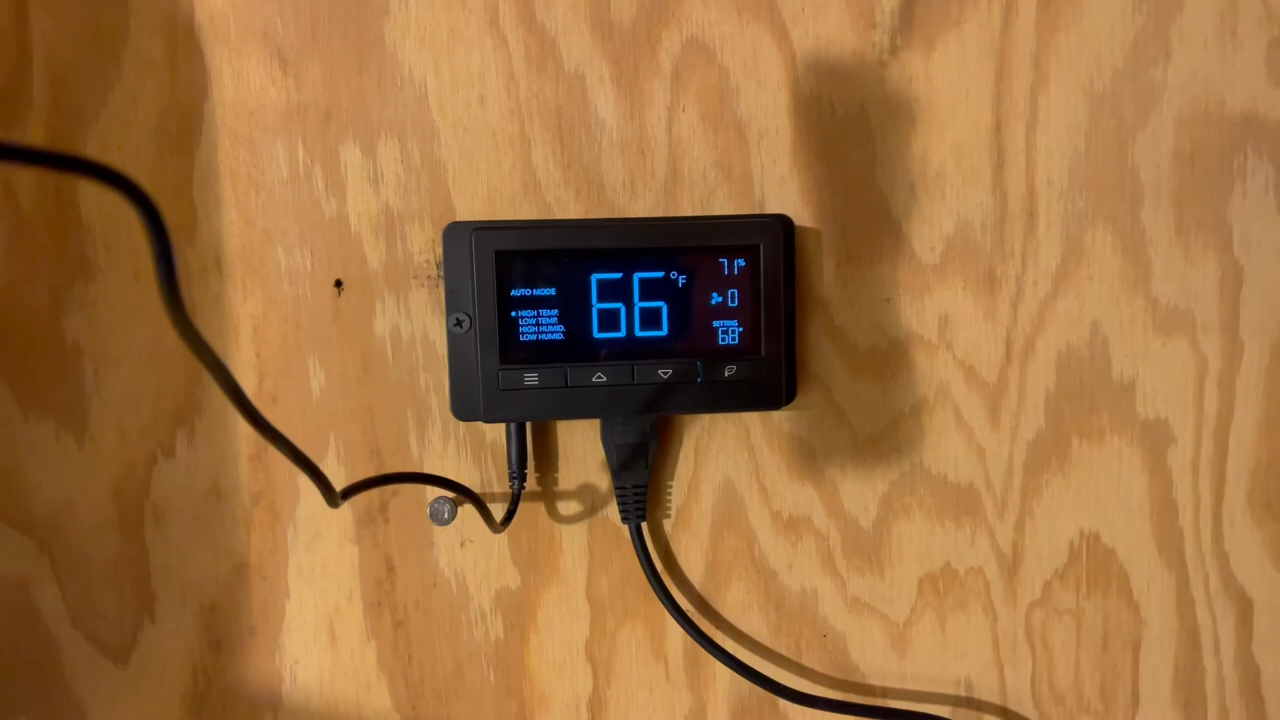 AUTO MODE
HIGH TEMP.
LOW TEMP.
HIGH HUMID.
LOW HUMID.
66°F
71%
0
SETTING
68°